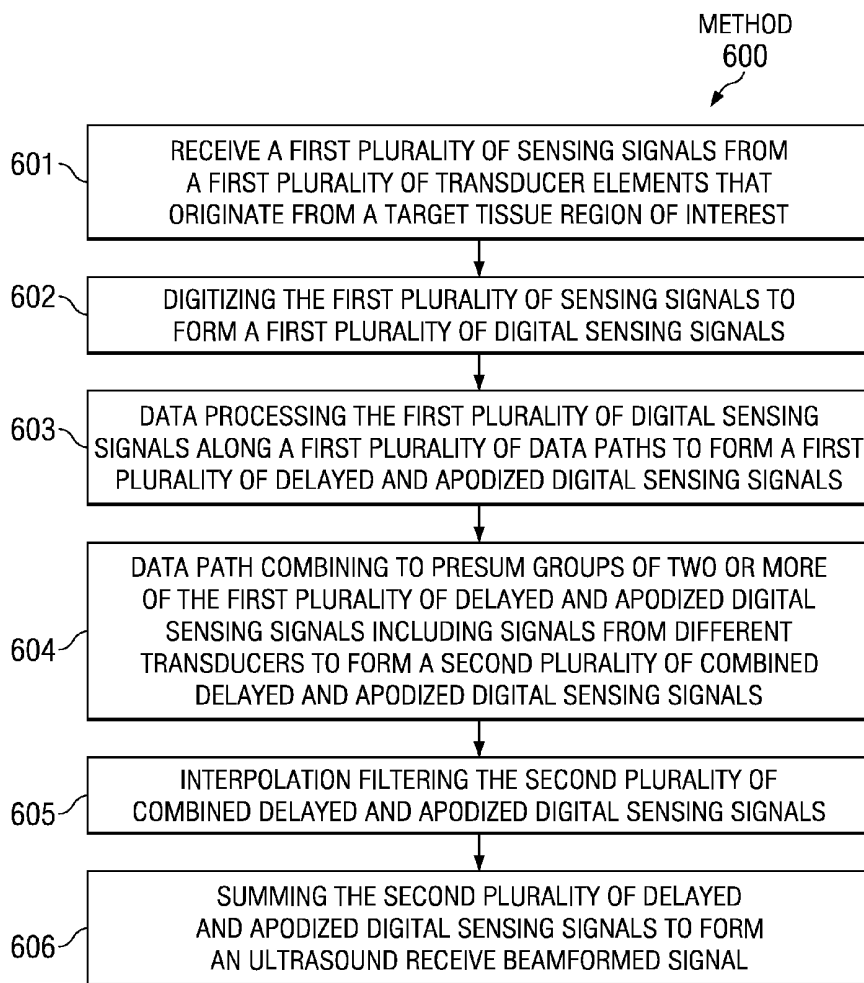 METHOD
600
601
RECEIVE A FIRST PLURALITY OF SENSING SIGNALS FROM
A FIRST PLURALITY OF TRANSDUCER ELEMENTS THAT
ORIGINATE FROM A TARGET TISSUE REGION OF INTEREST
602
DIGITIZING THE FIRST PLURALITY OF SENSING SIGNALS TO
FORM A FIRST PLURALITY OF DIGITAL SENSING SIGNALS
603
DATA PROCESSING THE FIRST PLURALITY OF DIGITAL SENSING
SIGNALS ALONG A FIRST PLURALITY OF DATA PATHS TO FORM A FIRST
PLURALITY OF DELAYED AND APODIZED DIGITAL SENSING SIGNALS
604
DATA PATH COMBINING TO PRESUM GROUPS OF TWO OR MORE
OF THE FIRST PLURALITY OF DELAYED AND APODIZED DIGITAL
SENSING SIGNALS INCLUDING SIGNALS FROM DIFFERENT
TRANSDUCERS TO FORM A SECOND PLURALITY OF COMBINED
DELAYED AND APODIZED DIGITAL SENSING SIGNALS
605
INTERPOLATION FILTERING THE SECOND PLURALITY OF
COMBINED DELAYED AND APODIZED DIGITAL SENSING SIGNALS
606
SUMMING THE SECOND PLURALITY OF DELAYED
AND APODIZED DIGITAL SENSING SIGNALS TO FORM
AN ULTRASOUND RECEIVE BEAMFORMED SIGNAL